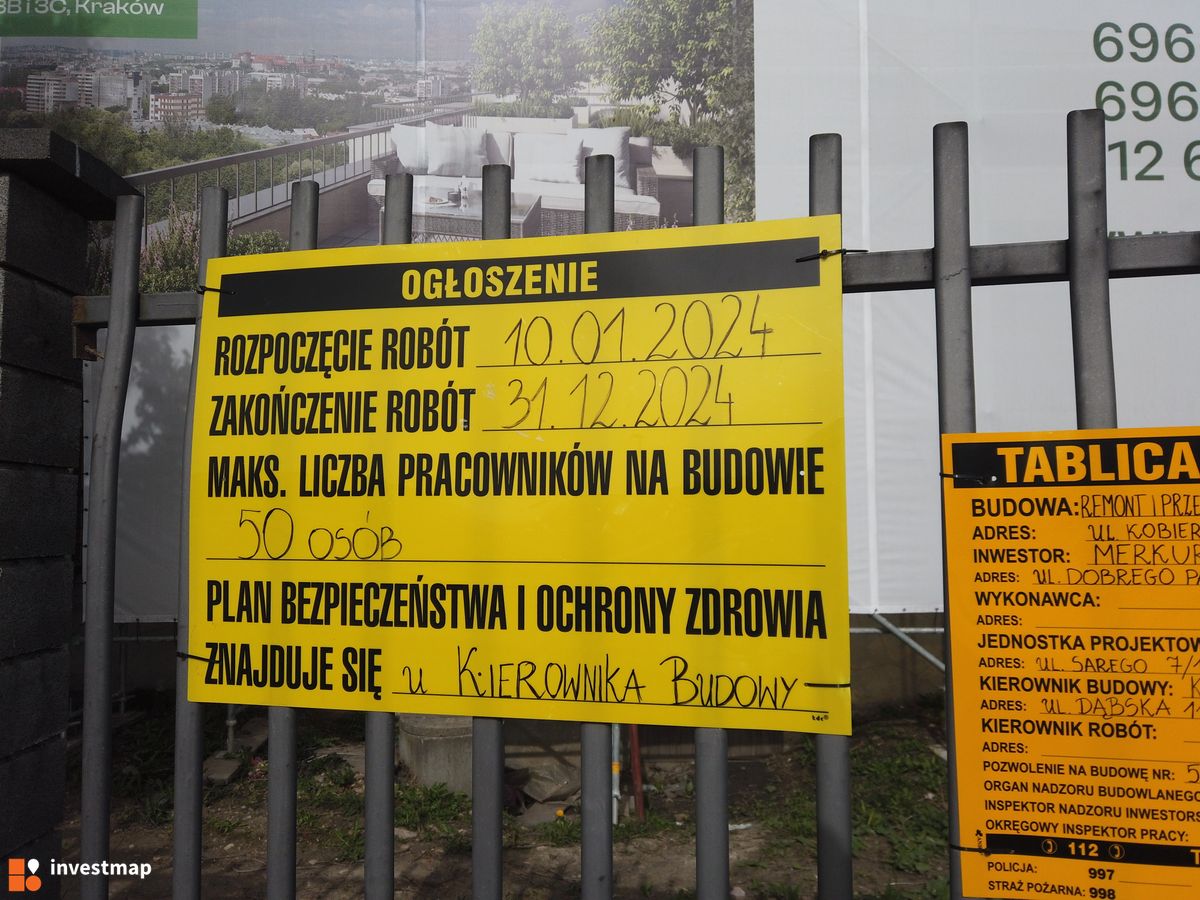 3B i 3C, Kraków
696
696
12 6
OGŁOSZENIE
ROZPOCZĘCIE ROBÓT 10.01.2024
ZAKOŃCZENIE ROBÓT 31.12.2024
MAKS. LICZBA PRACOWNIKÓW NA BUDOWIE
50 OSÓB
PLAN BEZPIECZEŃSTWA I OCHRONY ZDROWIA
ZNAJDUJE SIĘ u KIEROWNIKA BUDOWY
TABLICA
BUDOWA: REMONT I PRZE
ADRES: UL. KOBIER
INWESTOR: MERKUR
ADRES: UL. DOBREGO PA
WYKONAWCA:
ADRES:
JEDNOSTKA PROJEKTOW
ADRES: UL. SAREGO 7/
KIEROWNIK BUDOWY: K
ADRES: UL. DĄBSKA 1
KIEROWNIK ROBÓT:
ADRES:
POZWOLENIE NA BUDOWĘ NR: 5
ORGAN NADZORU BUDOWLANEGO
INSPEKTOR NADZORU INWESTORS
OKRĘGOWY INSPEKTOR PRACY:
112
POLICJA: 997
STRAŻ POŻARNA: 998
investmap